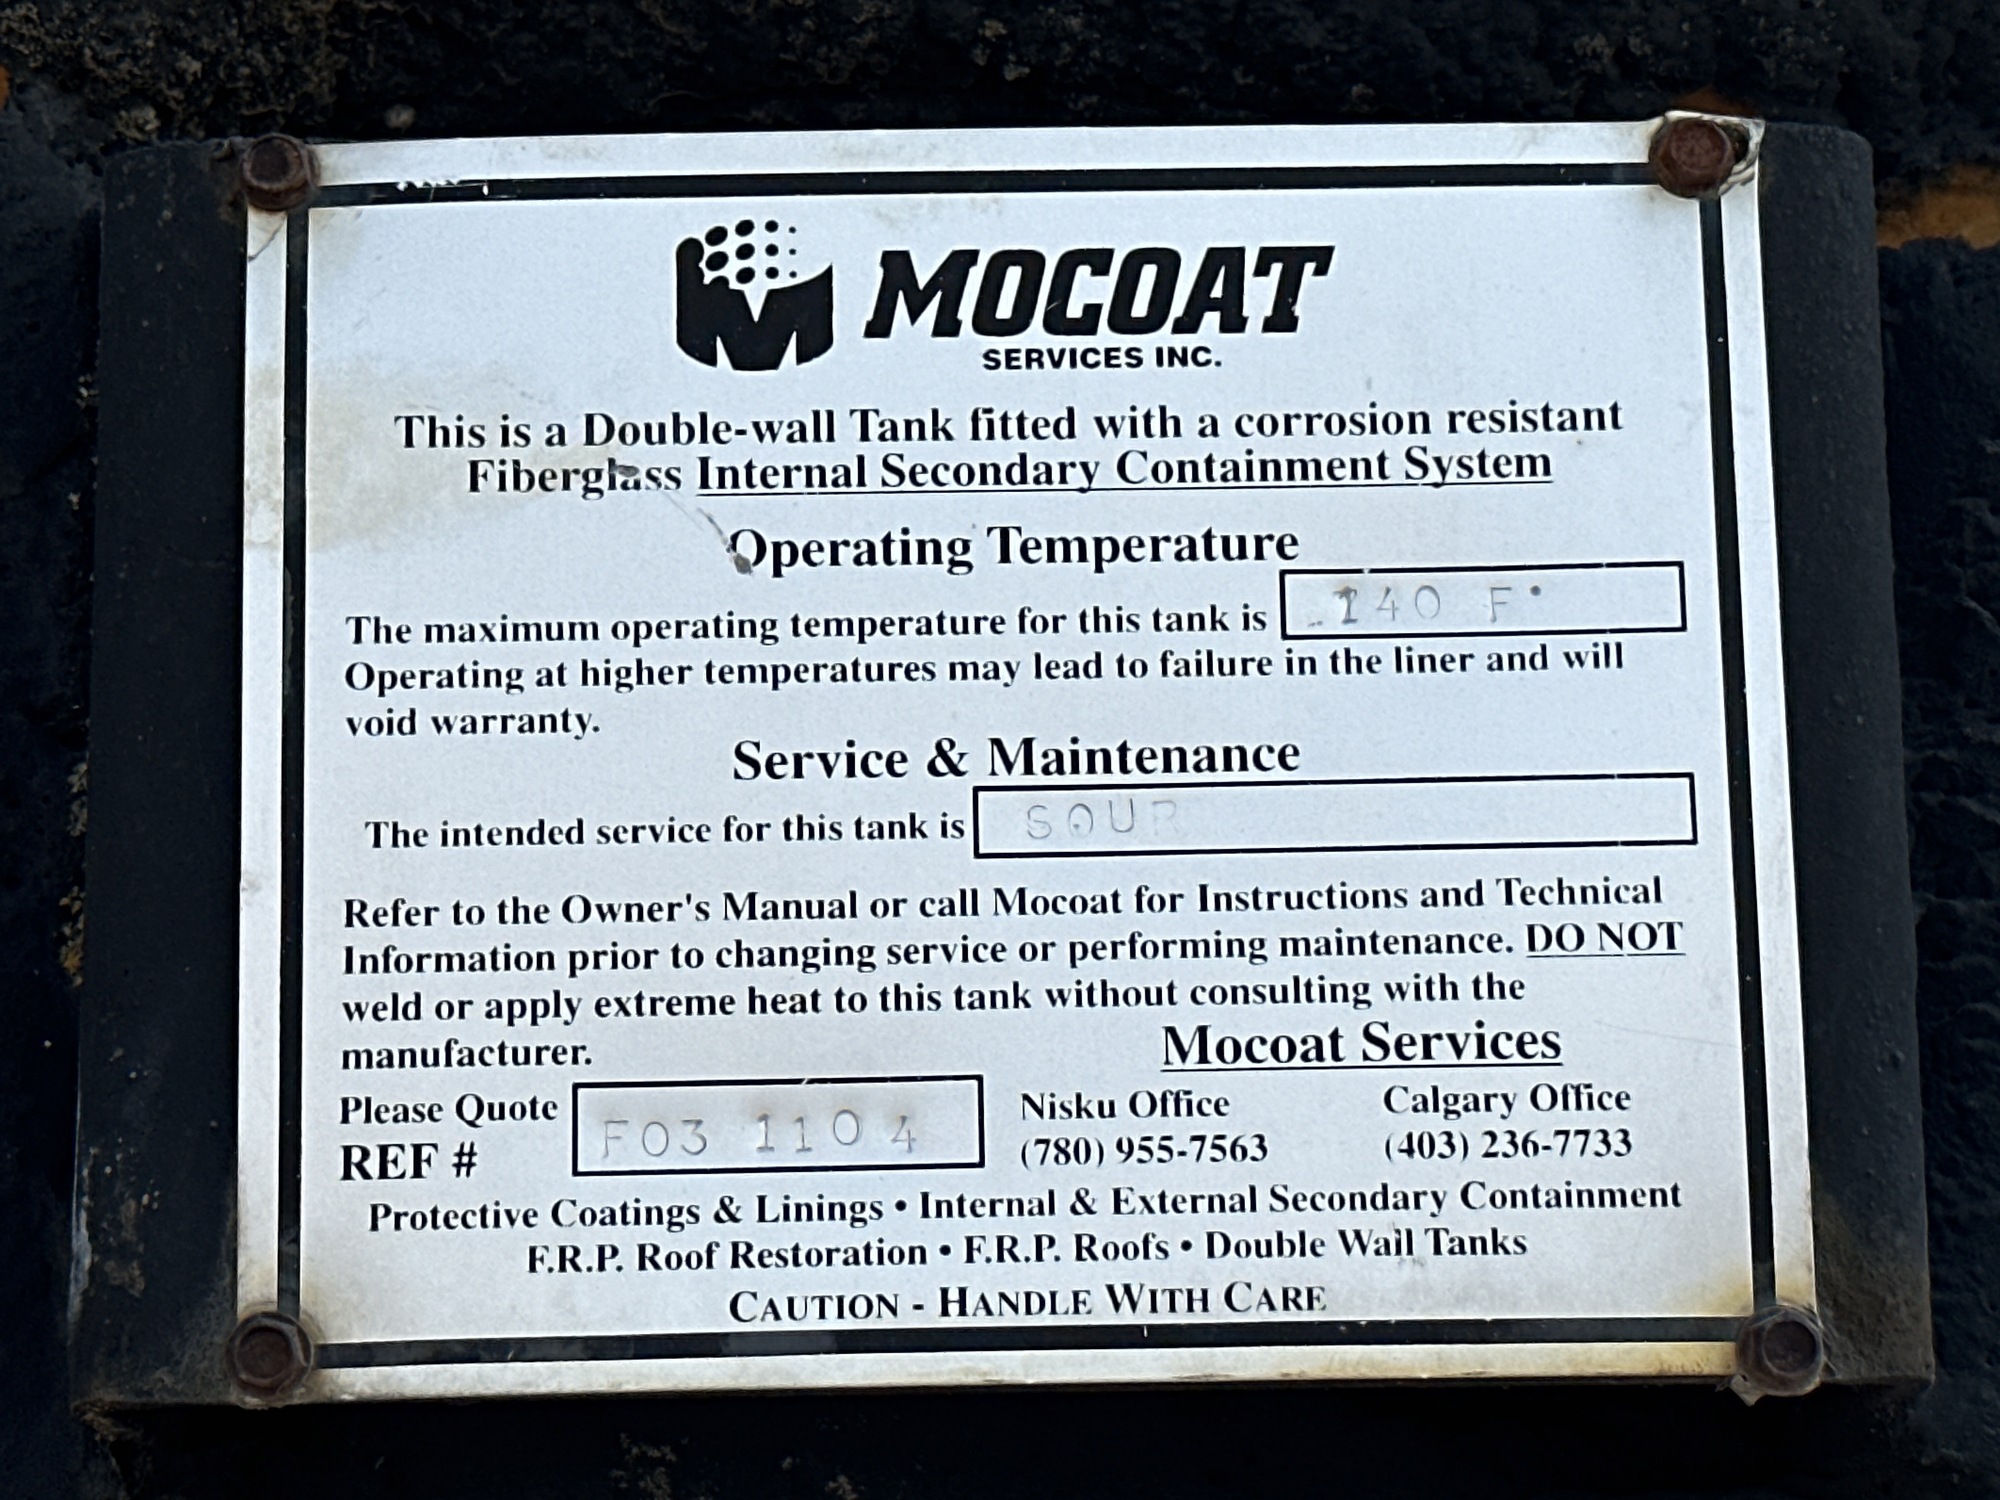 MOCOAT
SERVICES INC.
This is a Double-wall Tank fitted with a corrosion resistant
Fiberglass Internal Secondary Containment System
Operating Temperature
The maximum operating temperature for this tank is 140 F°
Operating at higher temperatures may lead to failure in the liner and will
void warranty.
Service & Maintenance
The intended service for this tank is SOUR
Refer to the Owner's Manual or call Mocoat for Instructions and Technical
Information prior to changing service or performing maintenance. DO NOT
weld or apply extreme heat to this tank without consulting with the
manufacturer.
Mocoat Services
Please Quote
REF #
F03 1104
Nisku Office
(780) 955-7563
Calgary Office
(403) 236-7733
Protective Coatings & Linings • Internal & External Secondary Containment
F.R.P. Roof Restoration • F.R.P. Roofs • Double Wall Tanks
CAUTION - HANDLE WITH CARE